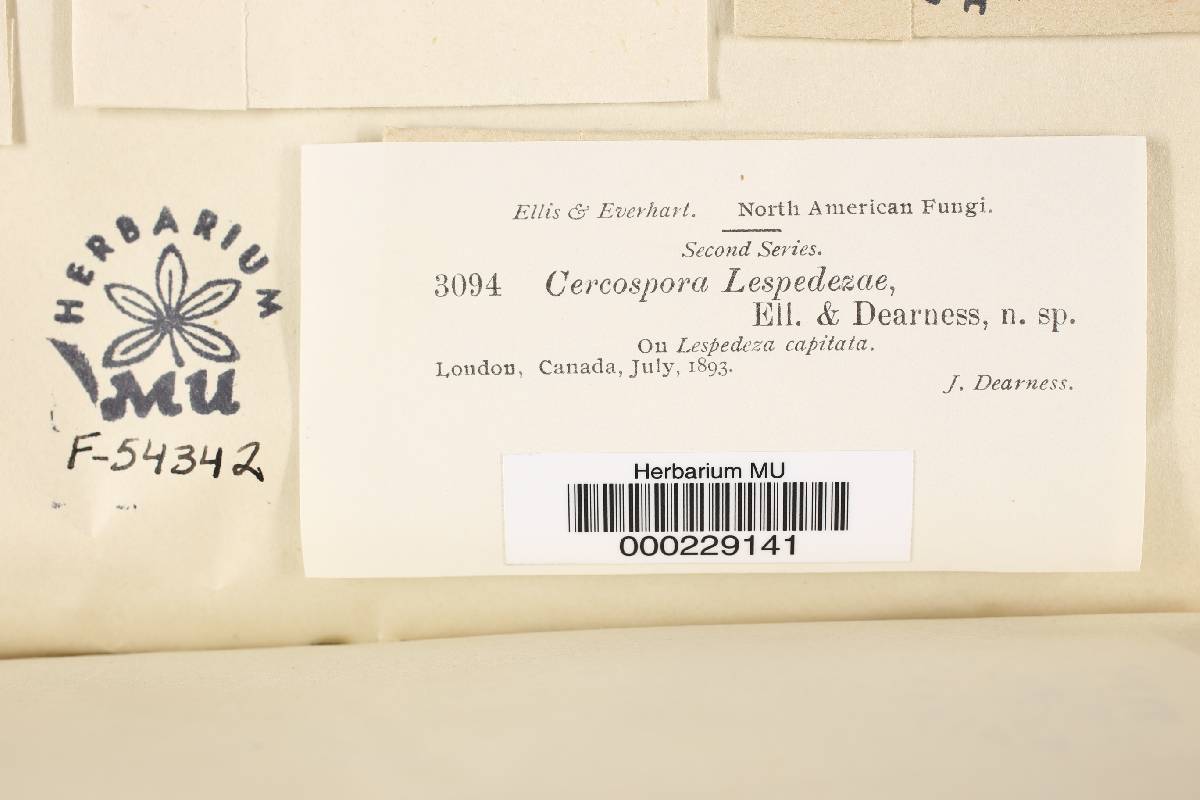 Ellis & Everhart. North American Fungi.
Second Series.
3094 Cercospora Lespedezae,
Ell. & Dearness, n. sp.
On Lespedeza capitata.
London, Canada, July, 1893.
J. Dearness.
HERBARIUM
MU
F-54342
Herbarium MU
000229141